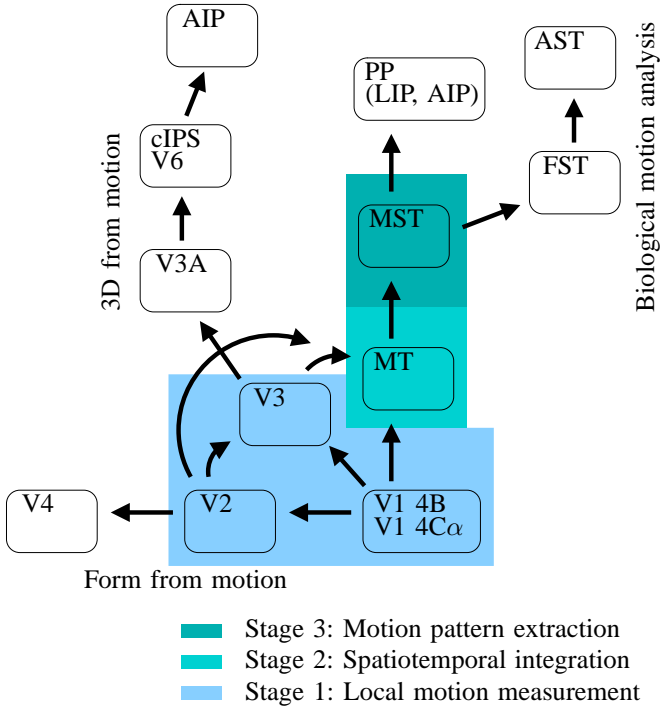 AIP
AST
PP
(LIP, AIP)
Biological motion analysis
cIPS
V6
FST
3D from motion
MST
V3A
MT
V3
V4
V2
V1 4B
V1 4Cα
Form from motion
Stage 3: Motion pattern extraction
Stage 2: Spatiotemporal integration
Stage 1: Local motion measurement